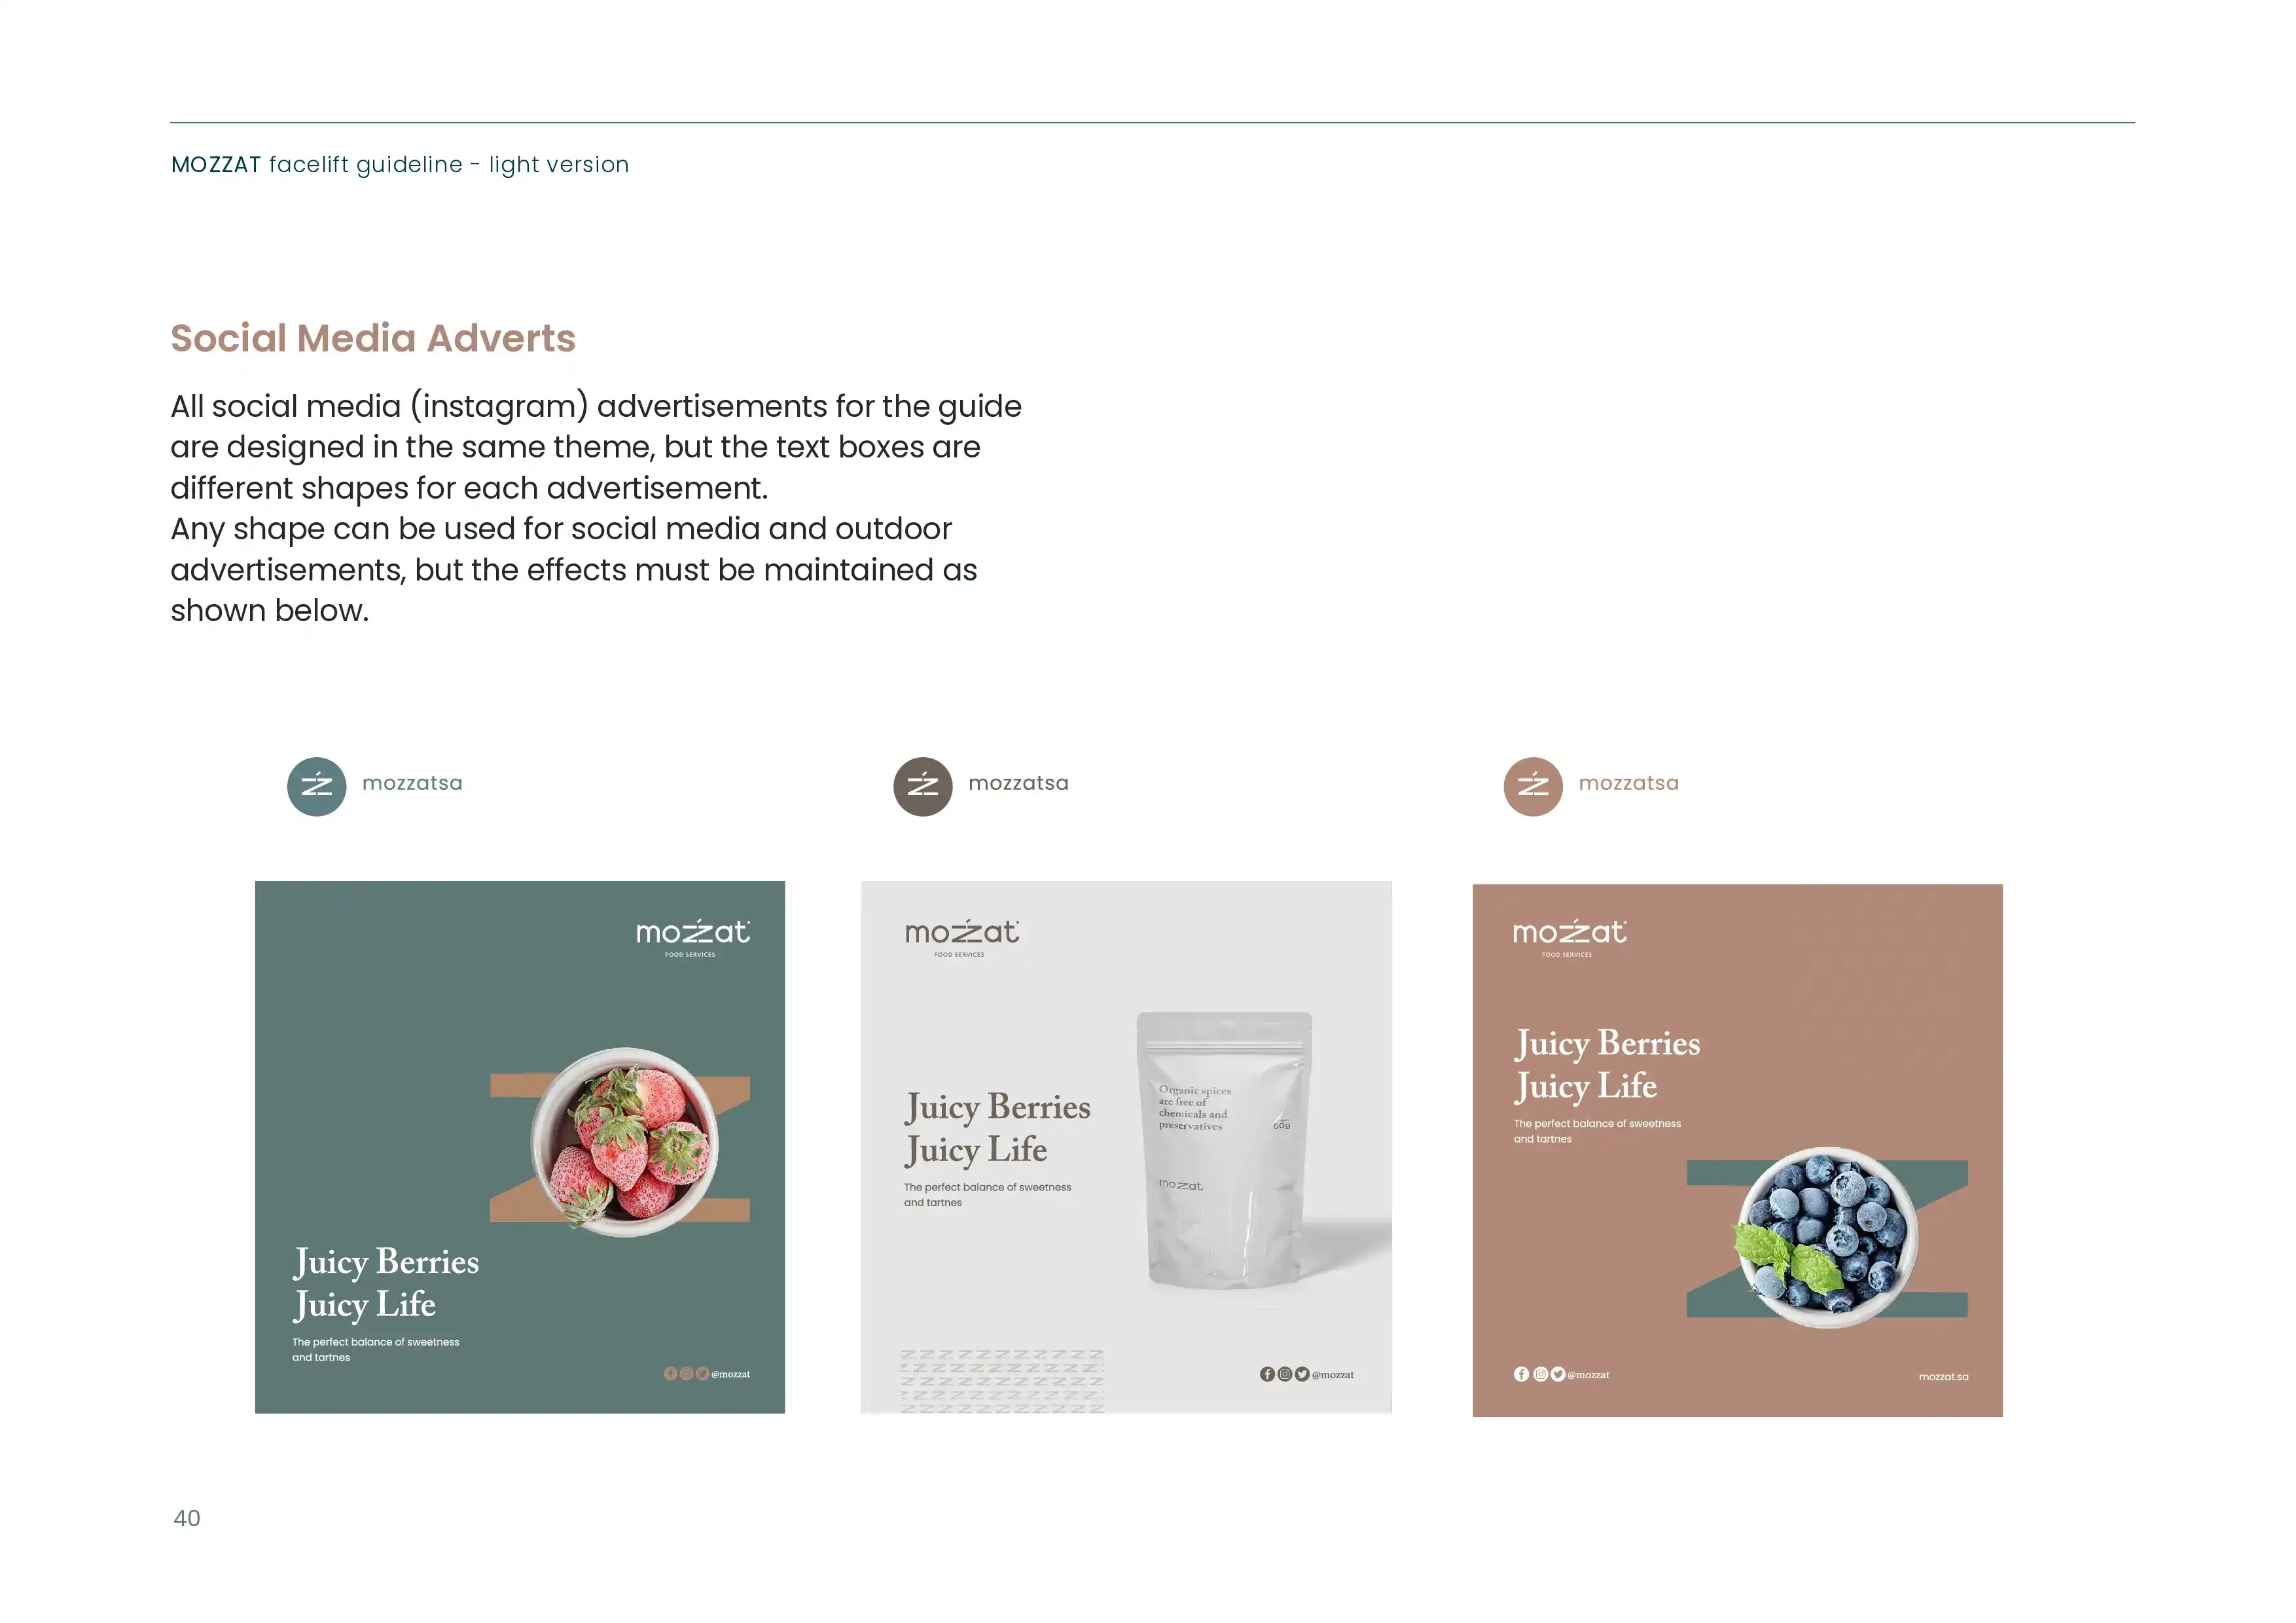 MOZZAT facelift guideline - light version
Social Media Adverts
All social media (instagram) advertisements for the guide
are designed in the same theme, but the text boxes are
different shapes for each advertisement.
Any shape can be used for social media and outdoor
advertisements, but the effects must be maintained as
shown below.
mozzatsa
mozzat
FOOD SERVICES
Juicy Berries
Juicy Life
The perfect balance of sweetness
and tartnes
@mozzat
mozzatsa
mozzat
FOOD SERVICES
Juicy Berries
Juicy Life
The perfect balance of sweetness
and tartnes
Organic spices
are free of
chemicals and
preservatives
60g
mozzat
@mozzat
mozzatsa
mozzat
FOOD SERVICES
Juicy Berries
Juicy Life
The perfect balance of sweetness
and tartnes
@mozzat
mozzat.sa
40